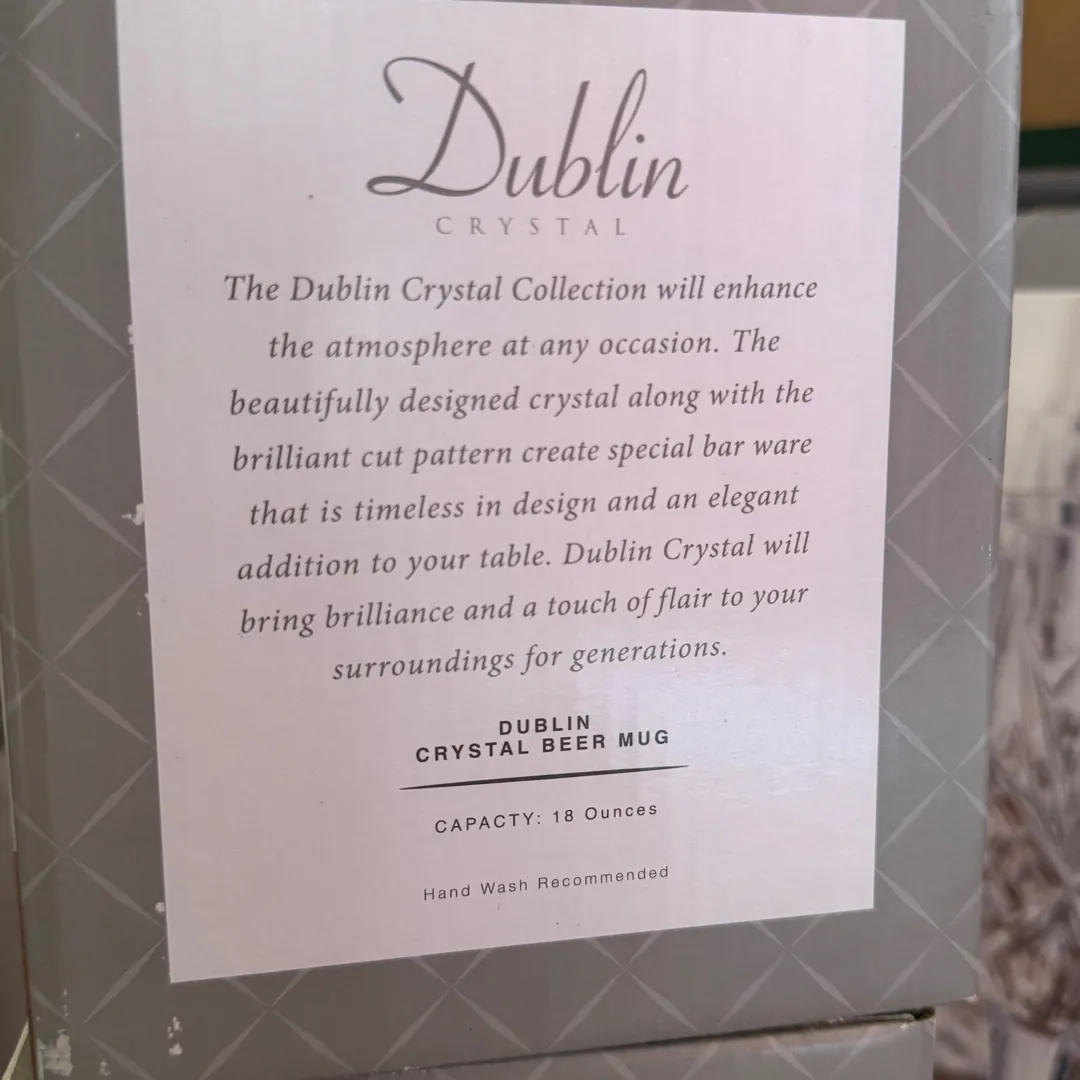 Dublin
CRYSTAL
The Dublin Crystal Collection will enhance
the atmosphere at any occasion. The
beautifully designed crystal along with the
brilliant cut pattern create special bar ware
that is timeless in design and an elegant
addition to your table. Dublin Crystal will
bring brilliance and a touch of flair to your
surroundings for generations.
DUBLIN
CRYSTAL BEER MUG
CAPACTY: 18 Ounces
Hand Wash Recommended